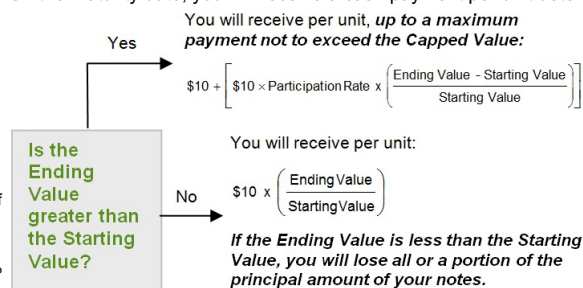 You will receive per unit, up to a maximum
payment not to exceed the Capped Value:
Yes
$10 + [ $10 × Participation Rate x ( Ending Value - Starting Value / Starting Value ) ]
Is the
Ending
Value
greater than
the Starting
Value?
No
You will receive per unit:
$10 x ( Ending Value / Starting Value )
If the Ending Value is less than the Starting
Value, you will lose all or a portion of the
principal amount of your notes.